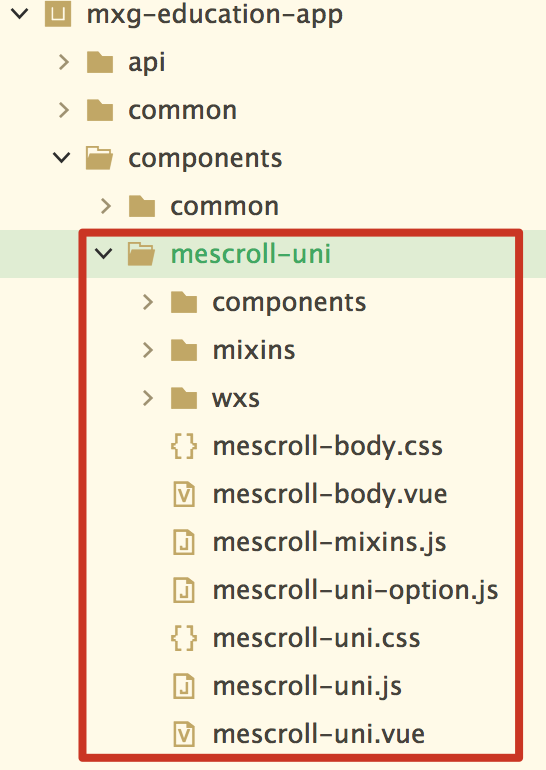 mxg-education-app
api
common
components
common
mescroll-uni
components
mixins
wxs
mescroll-body.css
mescroll-body.vue
mescroll-mixins.js
mescroll-uni-option.js
mescroll-uni.css
mescroll-uni.js
mescroll-uni.vue